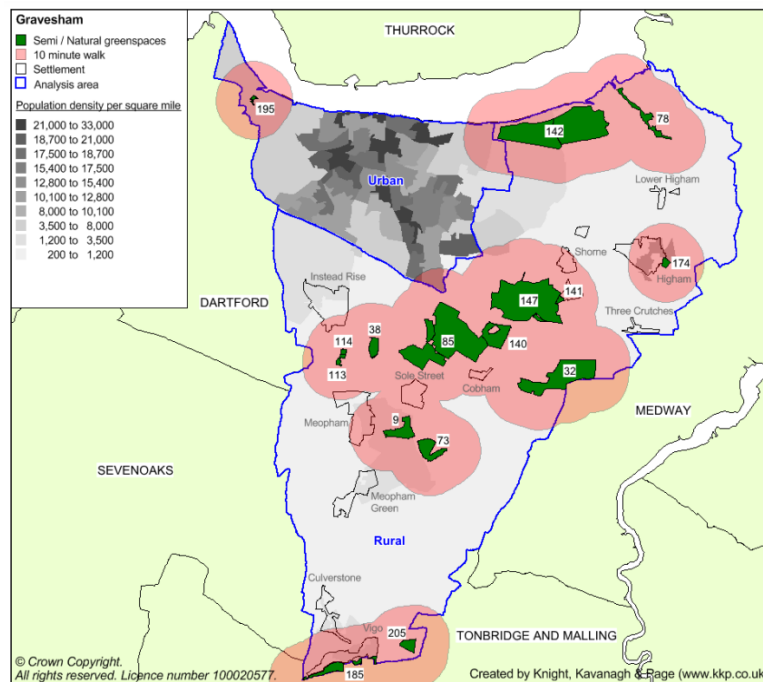 Gravesham
Semi / Natural greenspaces
10 minute walk
Settlement
Analysis area
Population density per square mile
21,000 to 33,000
18,700 to 21,000
17,500 to 18,700
15,400 to 17,500
12,800 to 15,400
10,100 to 12,800
8,000 to 10,100
3,500 to 8,000
1,200 to 3,500
200 to 1,200
THURROCK
195
142
78
Urban
Lower Higham
Shorne
174
Higham
Instead Rise
141
147
DARTFORD
Three Crutches
38
114
85
140
113
32
Sole Street
Cobham
MEDWAY
Meopham
9
73
SEVENOAKS
Meopham
Green
Rural
Culverstone
Vigo
205
TONBRIDGE AND MALLING
185
© Crown Copyright.
All rights reserved. Licence number 100020577.
Created by Knight, Kavanagh & Page (www.kkp.co.uk